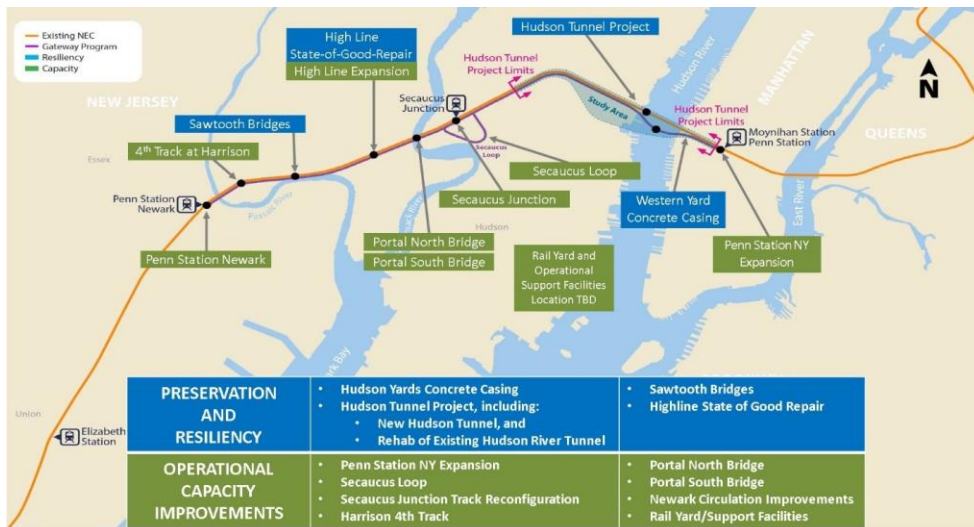 Existing NEC
Gateway Program
Resiliency
Capacity
High Line
State-of-Good-Repair
High Line Expansion
Hudson Tunnel Project
Hudson River
MANHATTAN
N
NEW JERSEY
Hudson Tunnel
Project Limits
Secaucus
Junction
Study Area
Hudson Tunnel
Project Limits
Moynihan Station
Penn Station
QUEENS
Sawtooth Bridges
Essex
4th Track at Harrison
Secaucus
Loop
Secaucus Loop
Penn Station
Newark
Passaic River
Secaucus Junction
Western Yard
Concrete Casing
East River
Hudson
Penn Station Newark
Portal North Bridge
Portal South Bridge
Rail Yard and
Operational
Support Facilities
Location TBD
Penn Station NY
Expansion
Bay
Union
Elizabeth
Station
PRESERVATION
AND
RESILIENCY
• Hudson Yards Concrete Casing
• Hudson Tunnel Project, including:
• New Hudson Tunnel, and
• Rehab of Existing Hudson River Tunnel
• Sawtooth Bridges
• Highline State of Good Repair
OPERATIONAL
CAPACITY
IMPROVEMENTS
• Penn Station NY Expansion
• Secaucus Loop
• Secaucus Junction Track Reconfiguration
• Harrison 4th Track
• Portal North Bridge
• Portal South Bridge
• Newark Circulation Improvements
• Rail Yard/Support Facilities